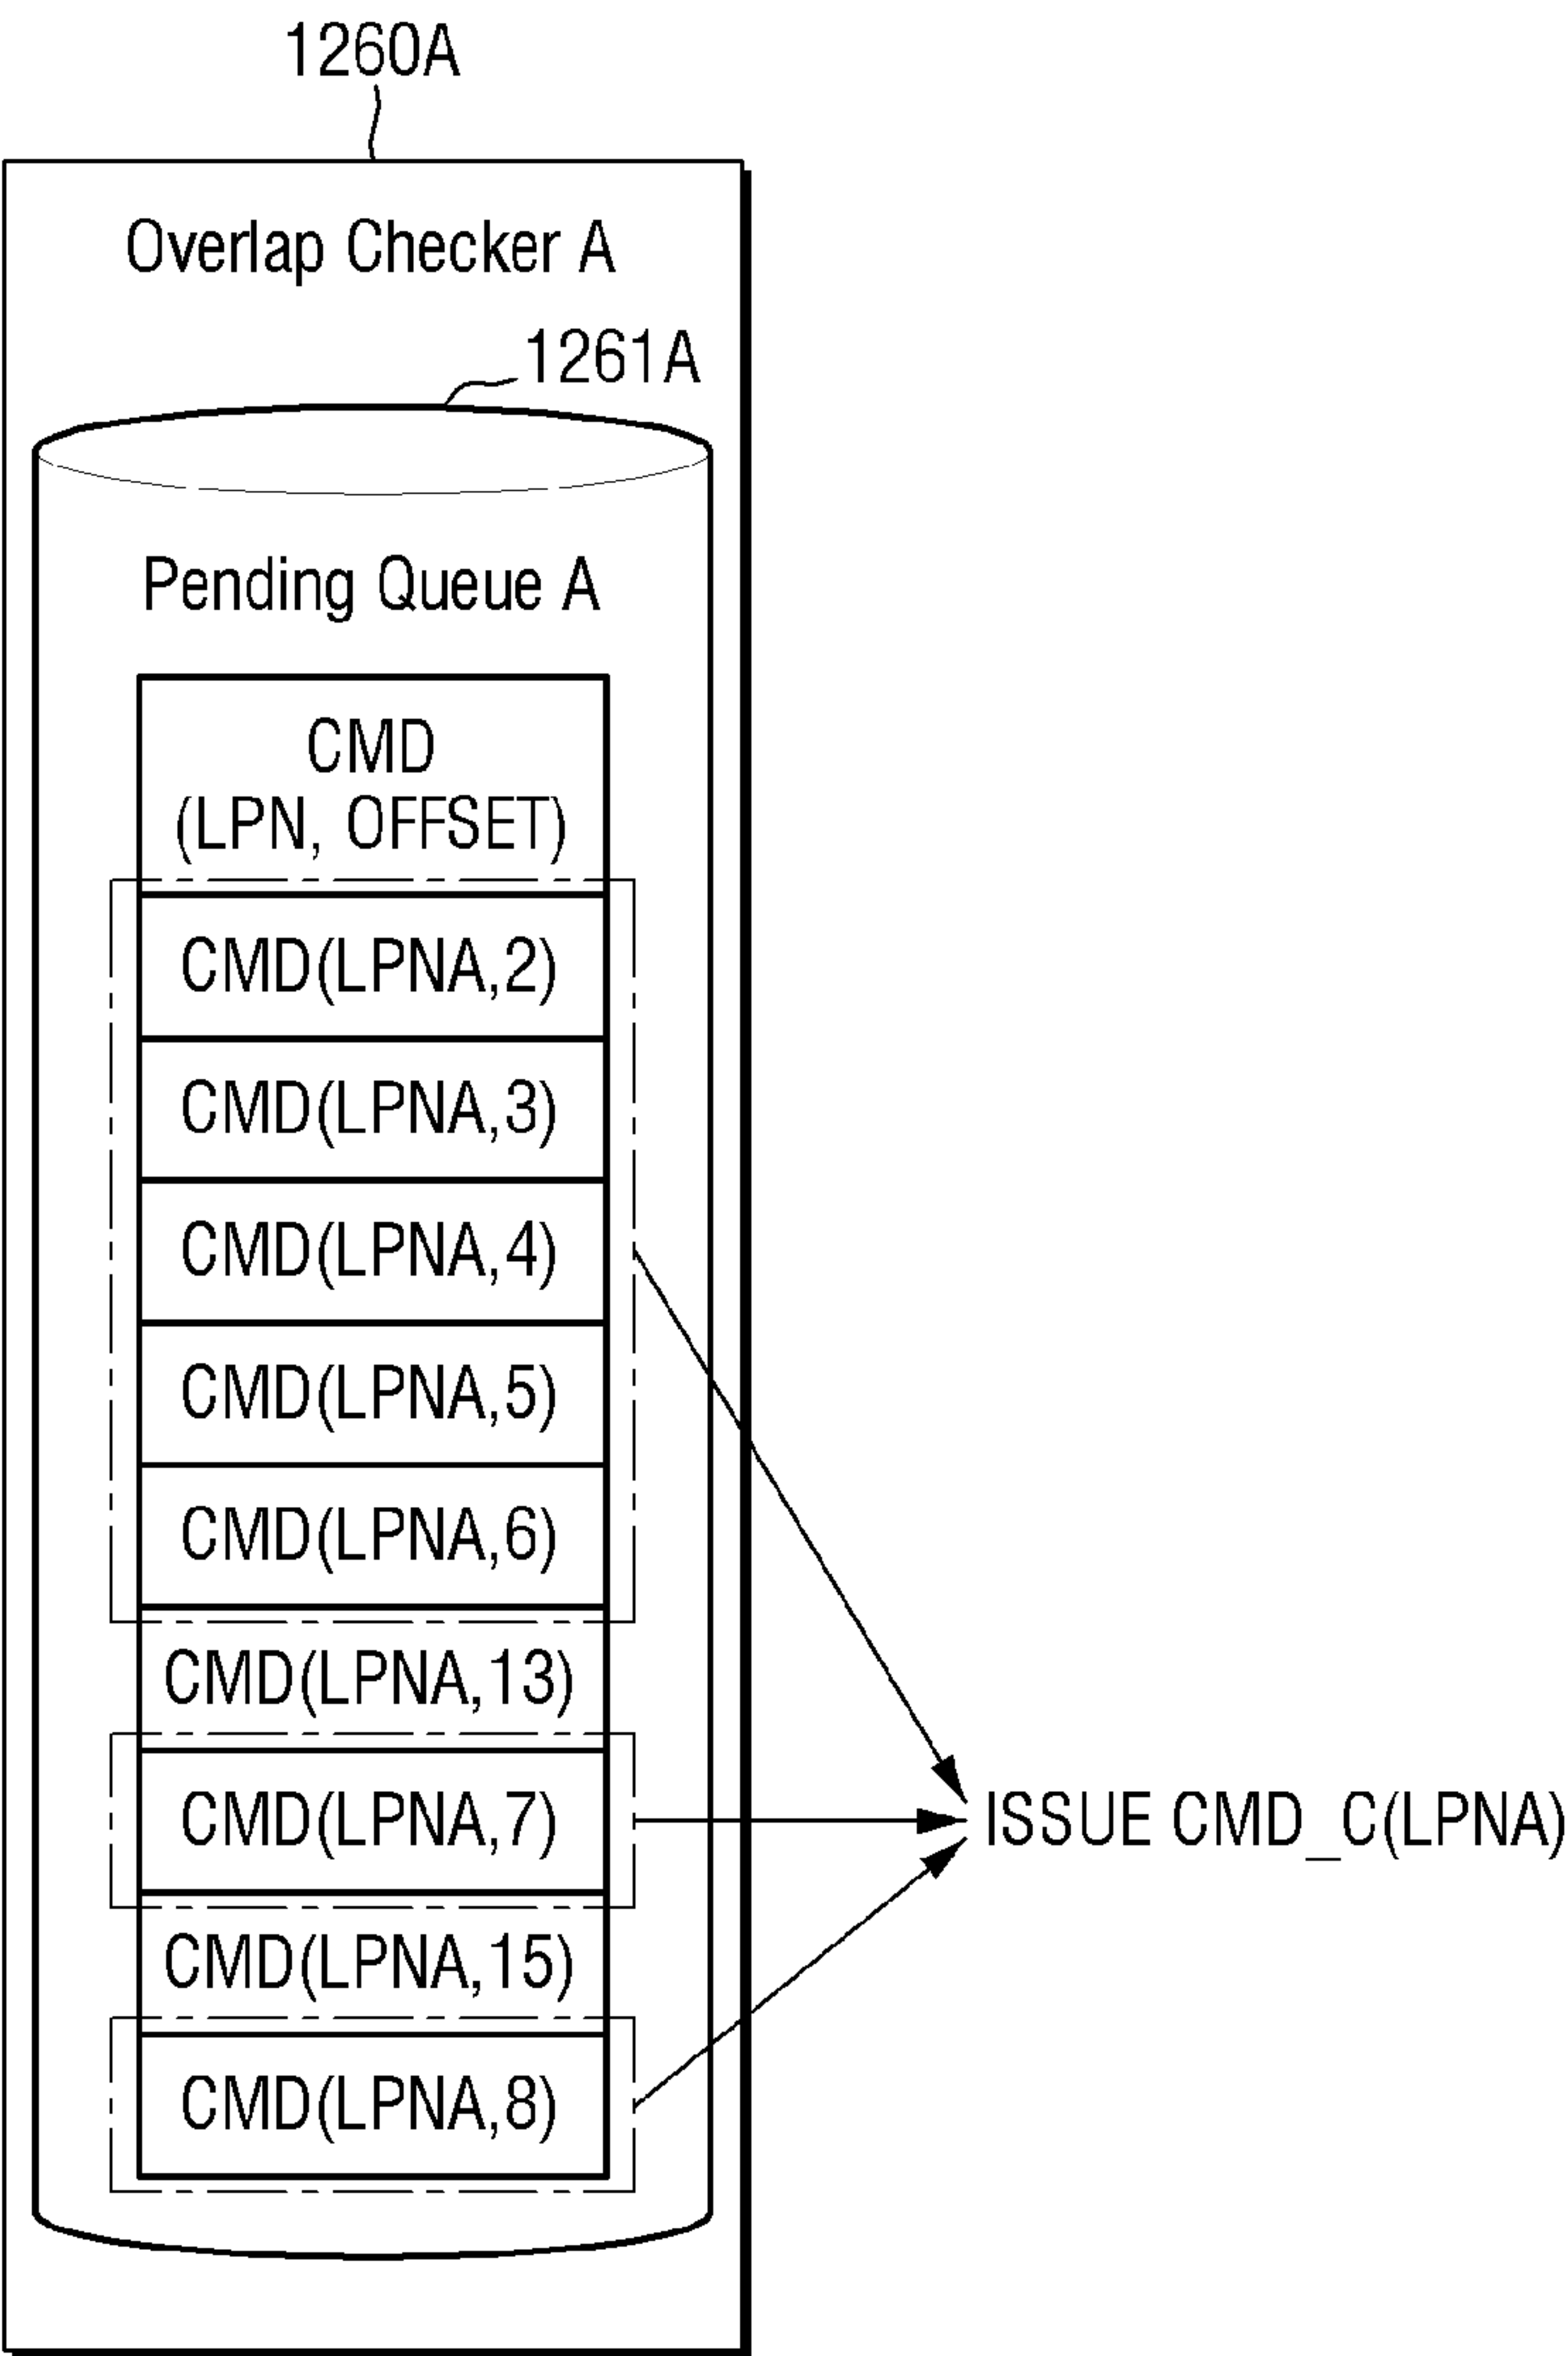 1260A
Overlap Checker A
1261A
Pending Queue A
CMD
(LPN, OFFSET)
CMD(LPNA,2)
CMD(LPNA,3)
CMD(LPNA,4)
CMD(LPNA,5)
CMD(LPNA,6)
CMD(LPNA,13)
CMD(LPNA,7)
ISSUE CMD_C(LPNA)
CMD(LPNA,15)
CMD(LPNA,8)